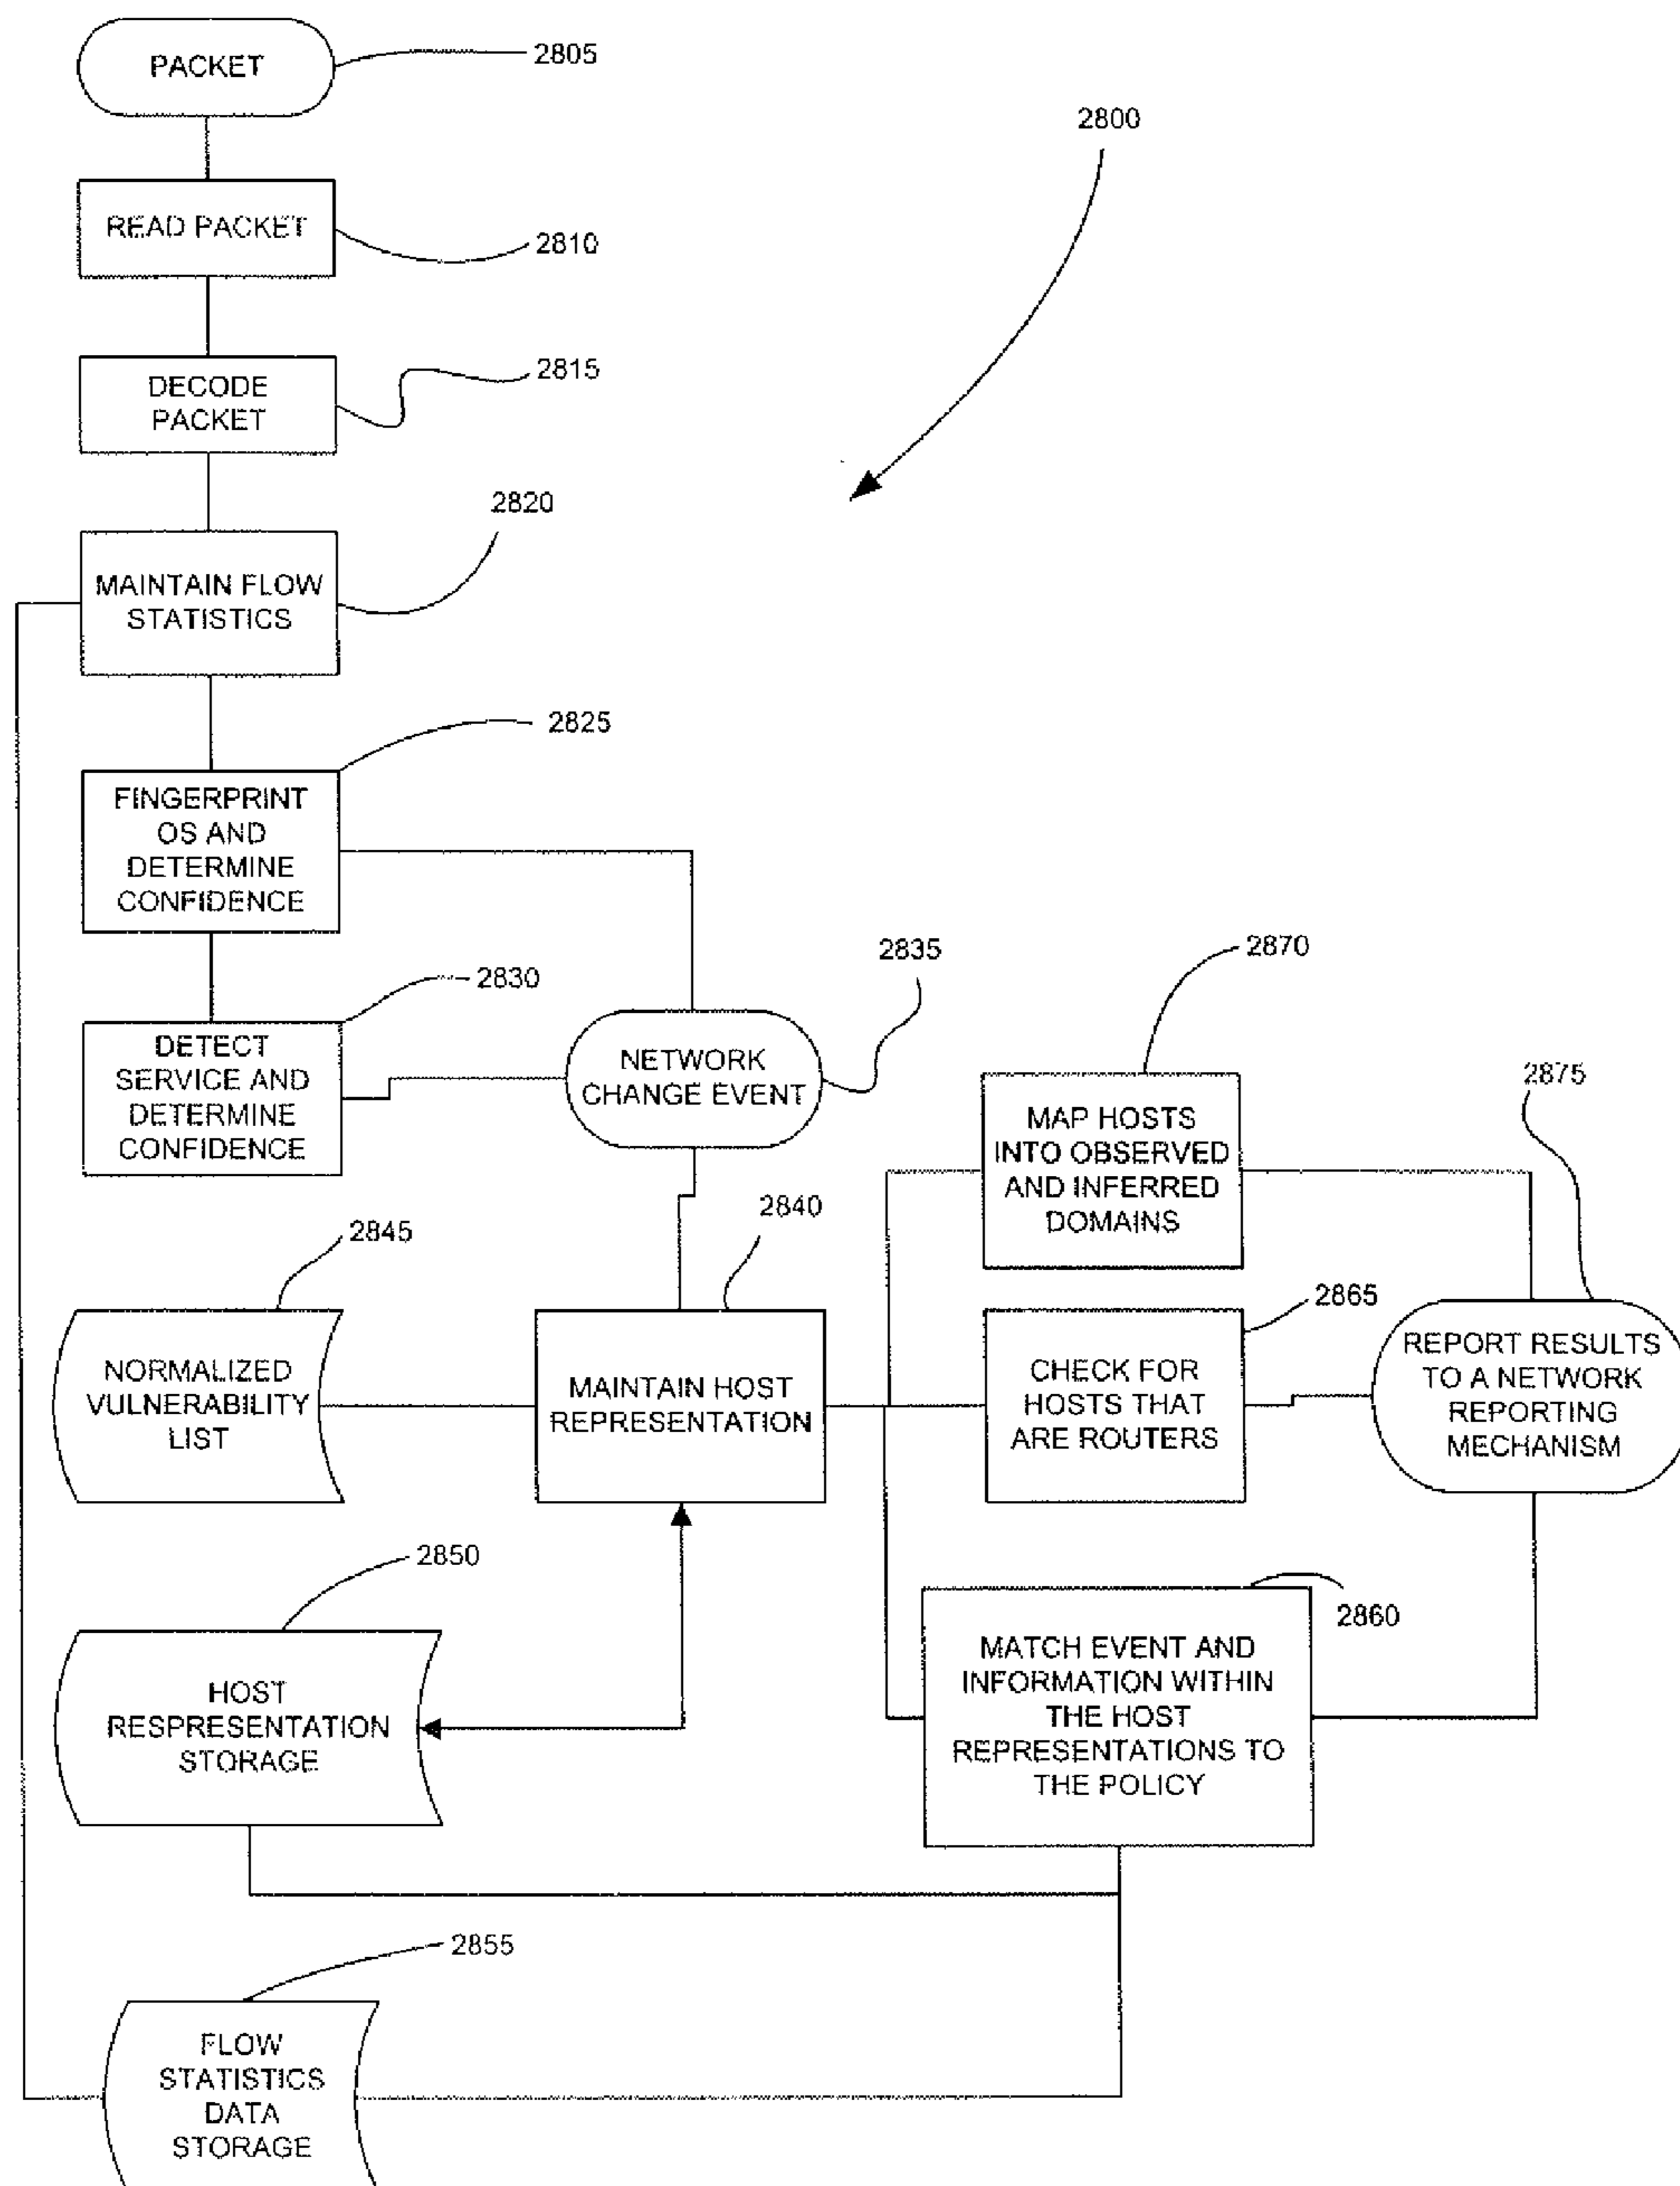 PACKET
2805
2800
READ PACKET
2810
DECODE
PACKET
2815
2820
MAINTAIN FLOW
STATISTICS
2825
FINGERPRINT
OS AND
DETERMINE
CONFIDENCE
2830
DETECT
SERVICE AND
DETERMINE
CONFIDENCE
2835
NETWORK
CHANGE EVENT
2870
MAP HOSTS
INTO OBSERVED
AND INFERRED
DOMAINS
2875
REPORT RESULTS
TO A NETWORK
REPORTING
MECHANISM
2845
NORMALIZED
VULNERABILITY
LIST
2840
MAINTAIN HOST
REPRESENTATION
2865
CHECK FOR
HOSTS THAT
ARE ROUTERS
2850
HOST
RESPRESENTATION
STORAGE
2860
MATCH EVENT AND
INFORMATION WITHIN
THE HOST
REPRESENTATIONS TO
THE POLICY
2855
FLOW
STATISTICS
DATA
STORAGE